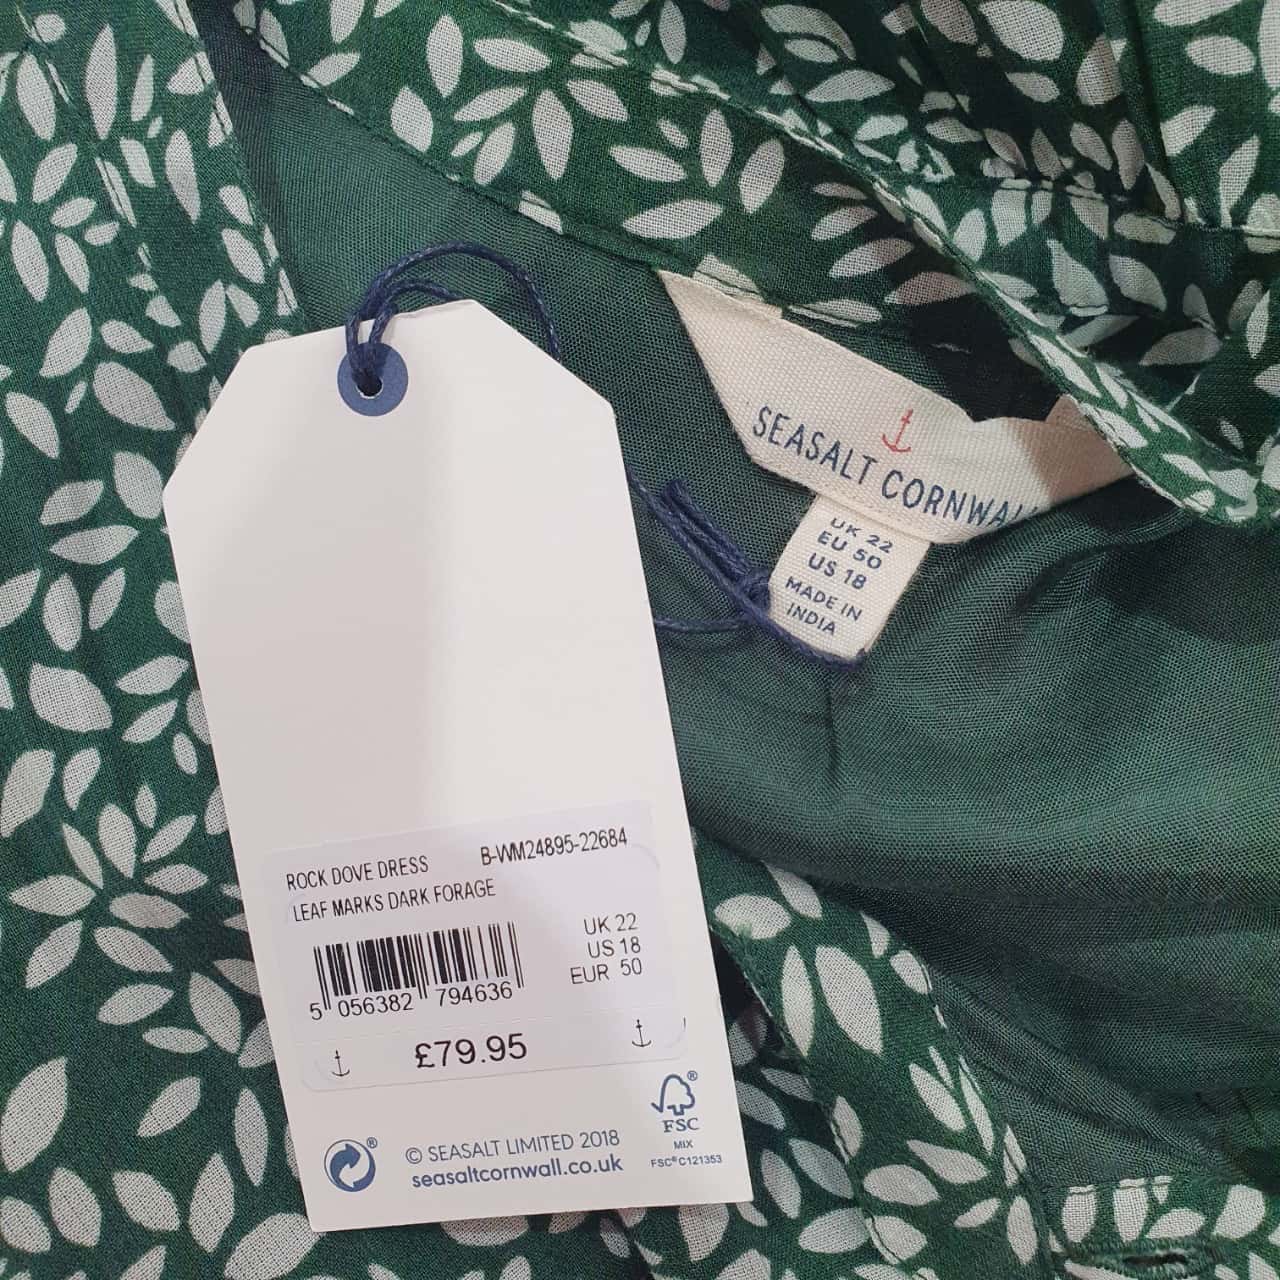 SEASALT CORNWALL
UK 22
EU 50
US 18
MADE IN
INDIA
ROCK DOVE DRESS B-WM24895-22684
LEAF MARKS DARK FORAGE
UK 22
US 18
EUR 50
5 056382 794636
£79.95
® ®
FSC
MIX
FSC® C121353
© SEASALT LIMITED 2018
seasaltcornwall.co.uk